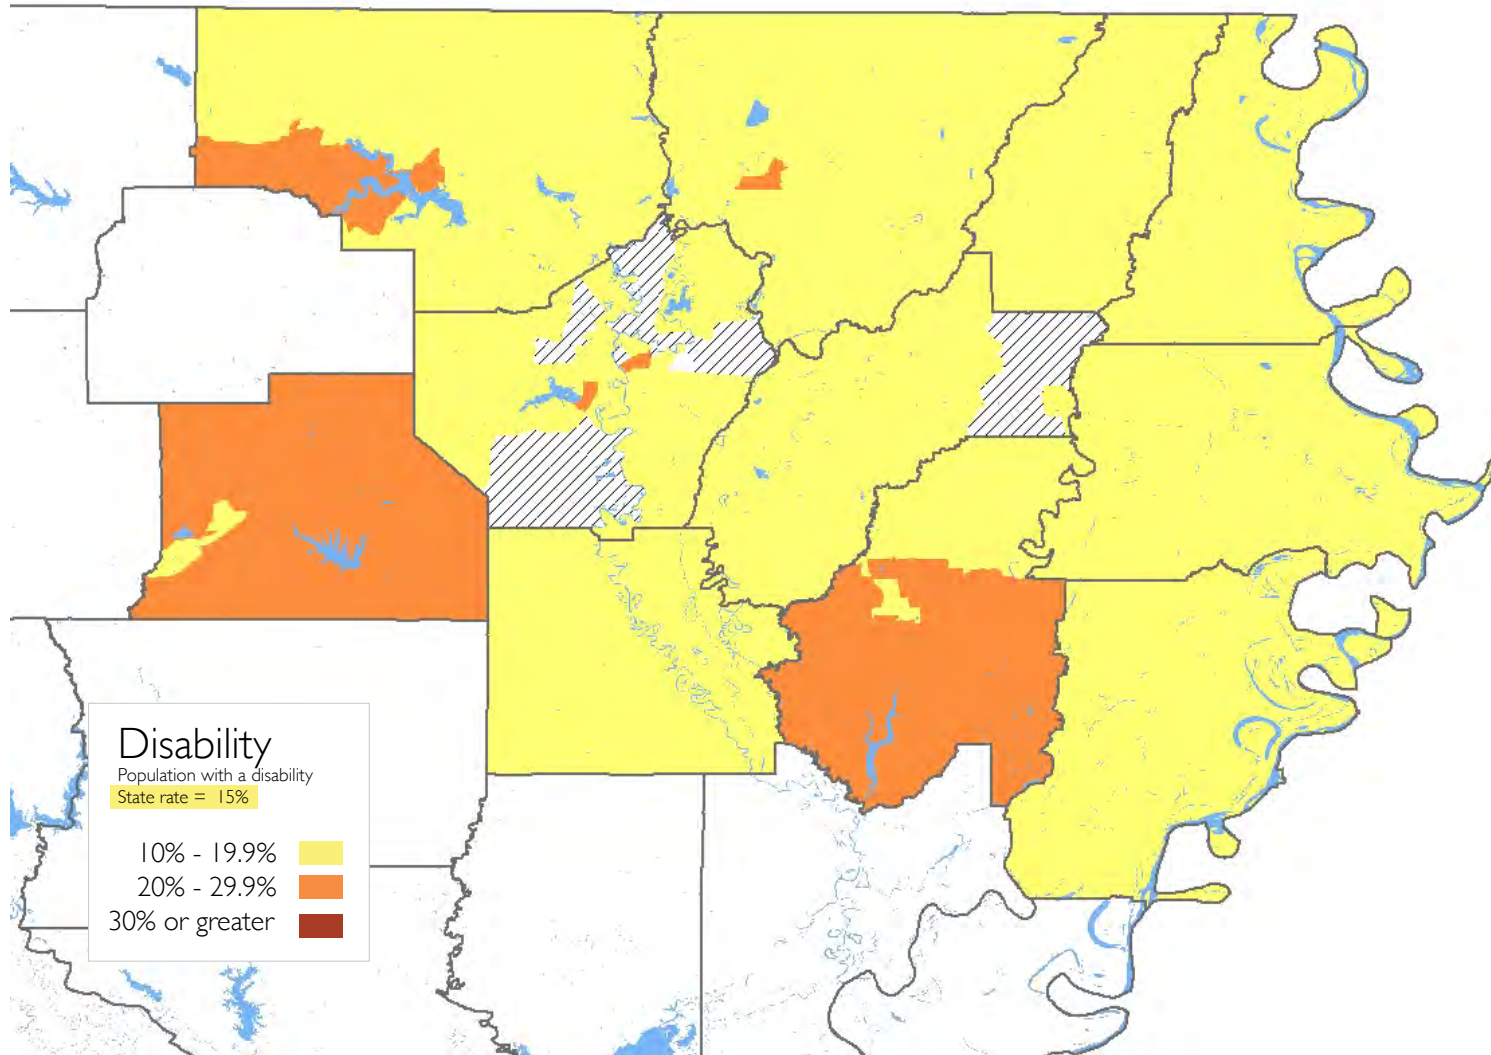 Disability
Population with a disability
State rate = 15%
10% - 19.9%
20% - 29.9%
30% or greater